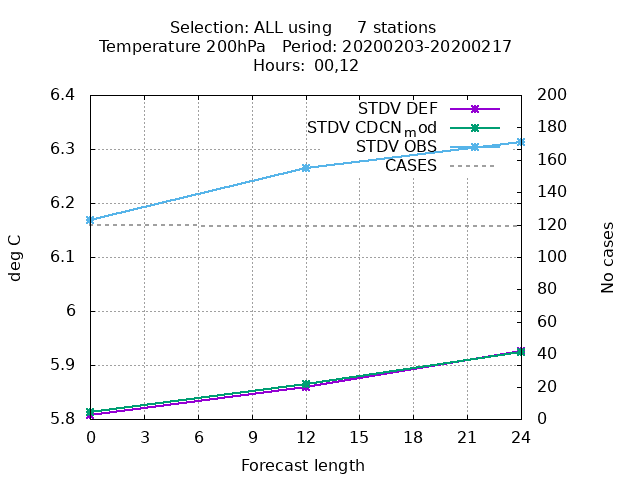 Selection: ALL using     7 stations
Temperature 200hPa   Period: 20200203-20200217
Hours:  00,12
STDV DEF
STDV CDCNmod
STDV OBS
CASES
6.4
6.3
6.2
6.1
6
5.9
5.8
deg C
200
180
160
140
120
100
80
60
40
20
0
No cases
0 3 6 9 12 15 18 21 24
Forecast length